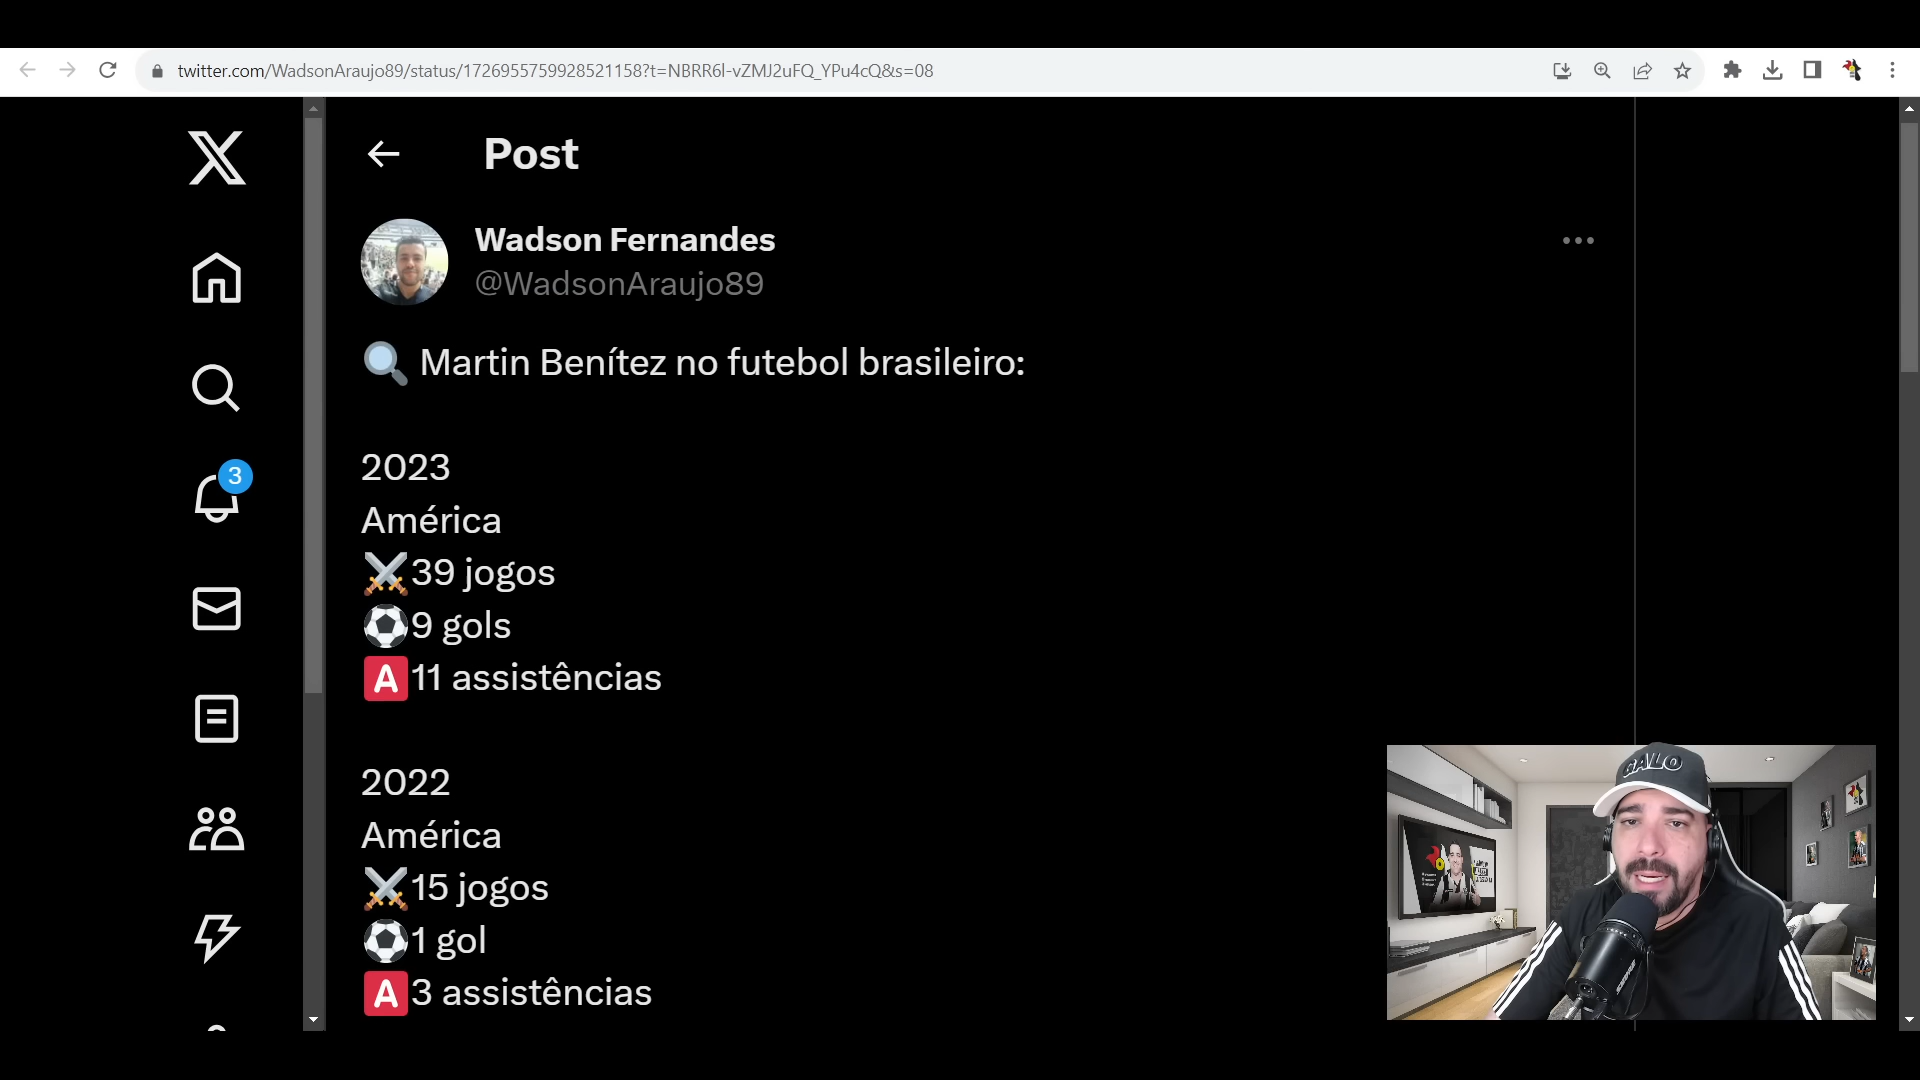 twitter.com/WadsonAraujo89/status/1726955759928521158?t=NBRR6l-vZMJ2uFQ_YPu4cQ&s=08
Post
Wadson Fernandes
@WadsonAraujo89
🔍 Martin Benítez no futebol brasileiro:
3
2023
América
⚔️39 jogos
⚽9 gols
🅰️11 assistências
2022
América
⚔️15 jogos
⚽1 gol
🅰️3 assistências
GALO